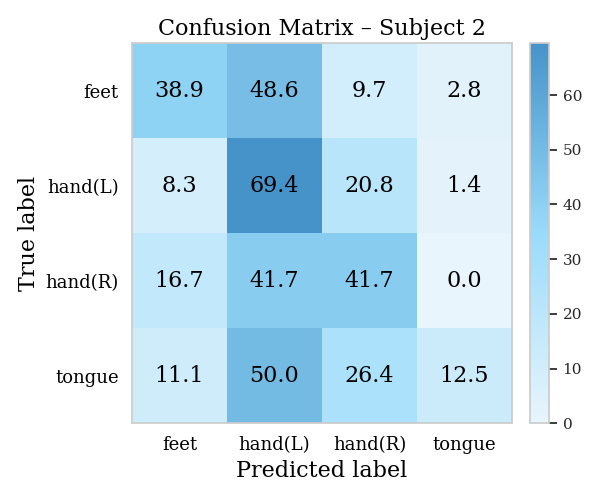 Confusion Matrix – Subject 2
True label
feet 38.9 48.6 9.7 2.8
hand(L) 8.3 69.4 20.8 1.4
hand(R) 16.7 41.7 41.7 0.0
tongue 11.1 50.0 26.4 12.5
feet hand(L) hand(R) tongue
Predicted label
60
50
40
30
20
10
0